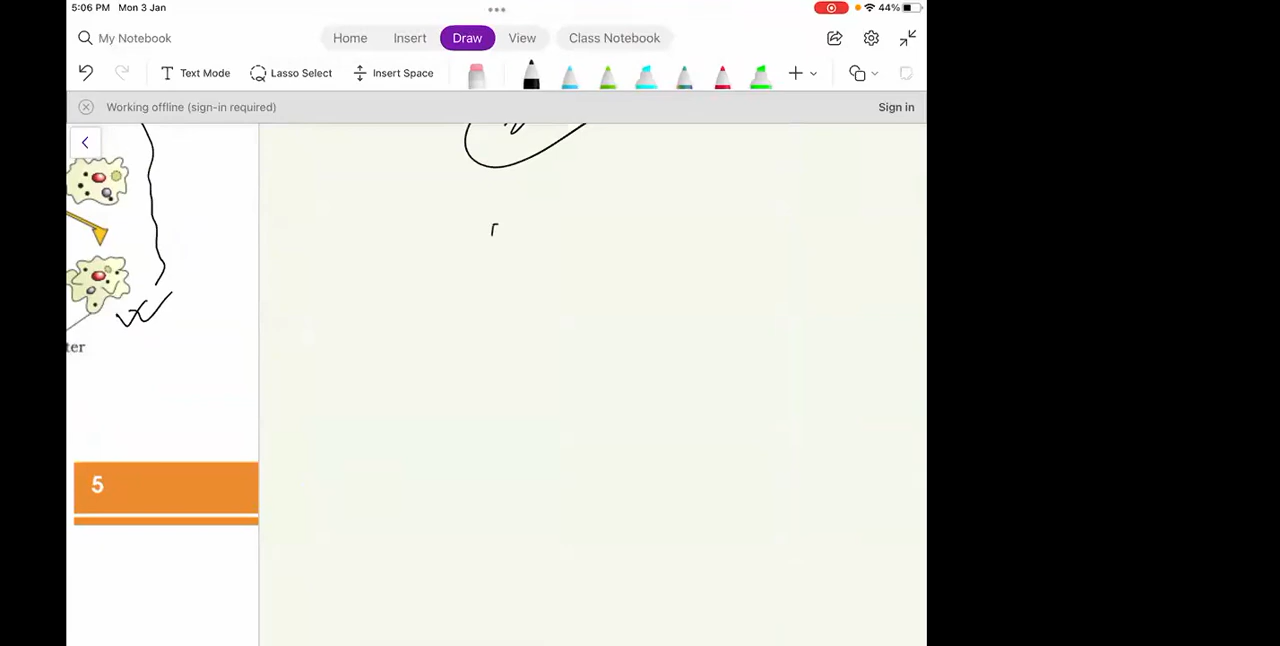 5:06 PM Mon 3 Jan 44%
My Notebook Home Insert Draw View Class Notebook
Text Mode Lasso Select Insert Space
Working offline (sign-in required) Sign in
r
ter
5